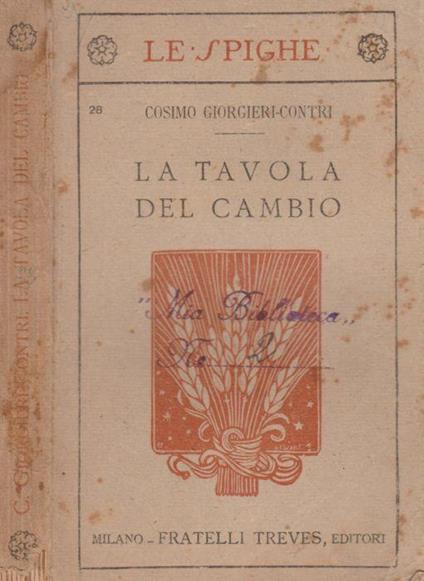 C. GIORGIERI-CONTRI. LA TAVOLA DEL CAMBIO
LE · SPIGHE
28 COSIMO GIORGIERI-CONTRI
LA TAVOLA
DEL CAMBIO
"Mia Biblioteca"
No 2
MILANO – FRATELLI TREVES, EDITORI